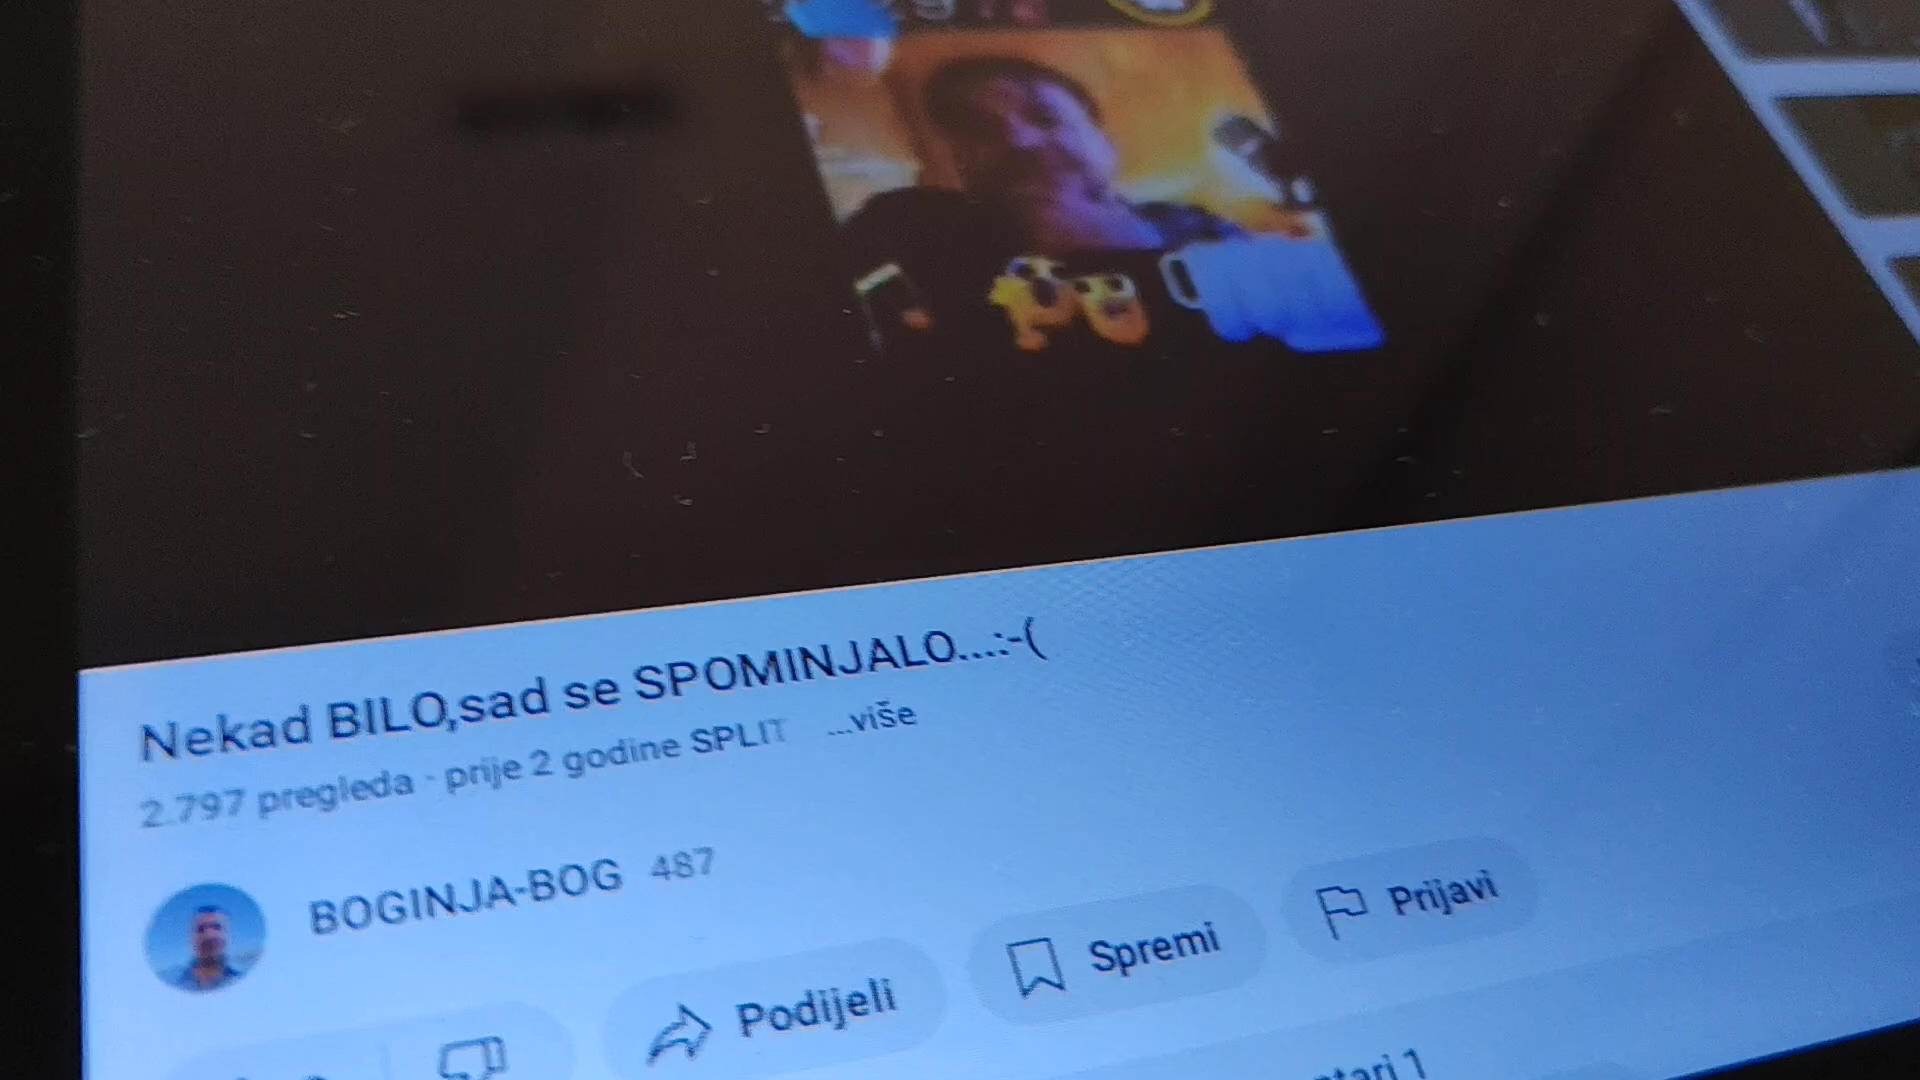 Nekad BILO,sad se SPOMINJALO....:-(
2.797 pregleda · prije 2 godine SPLIT ...više
BOGINJA-BOG 487
Podijeli
Spremi
Prijavi